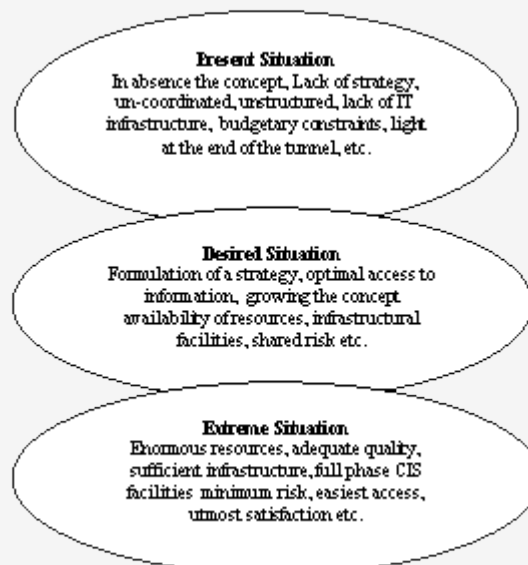 Present Situation
In absence the concept, Lack of strategy,
un-coordinated, unstructured, lack of IT
infrastructure, budgetary constraints, light
at the end of the tunnel, etc.
Desired Situation
Formulation of a strategy, optimal access to
information, growing the concept
availability of resources, infrastructural
facilities, shared risk etc.
Extreme Situation
Enormous resources, adequate quality,
sufficient infrastructure, full phase CIS
facilities minimum risk, easiest access,
utmost satisfaction etc.